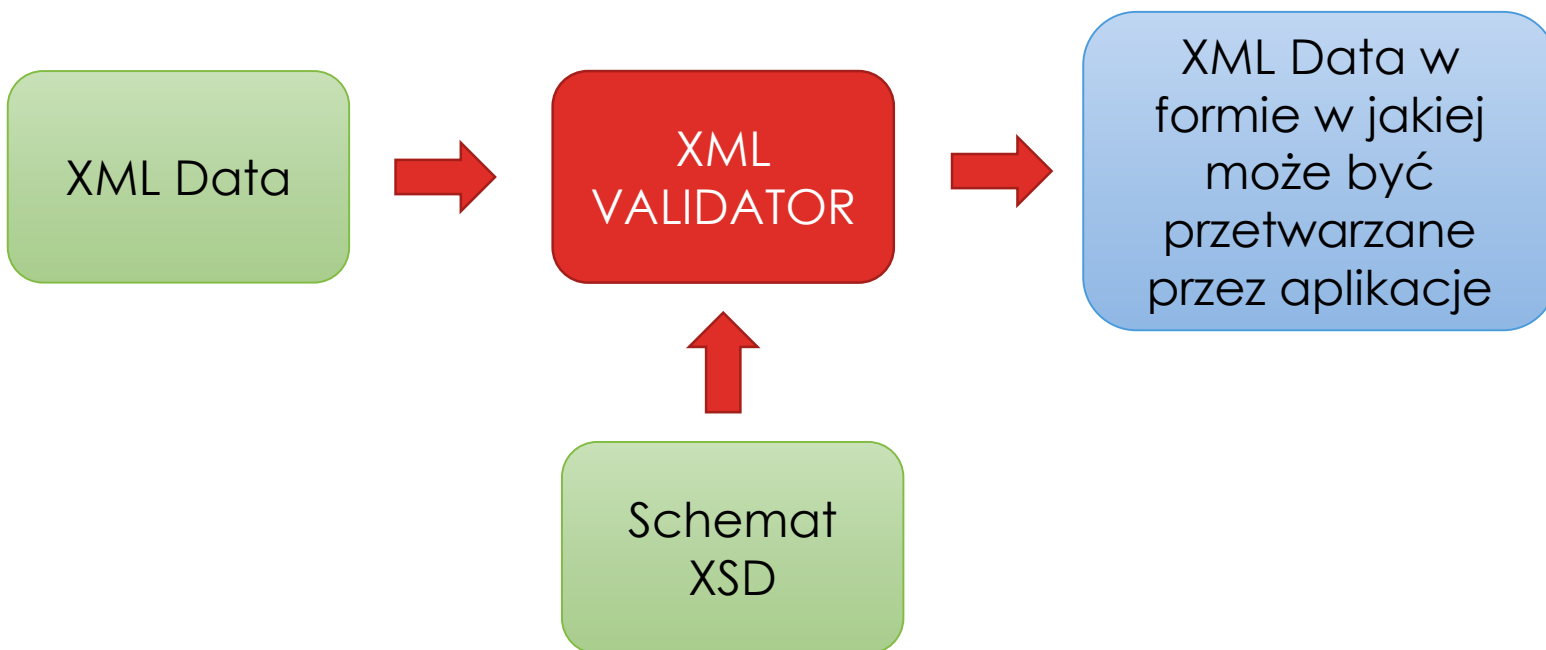 XML Data
XML
VALIDATOR
XML Data w
formie w jakiej
może być
przetwarzane
przez aplikacje
Schemat
XSD